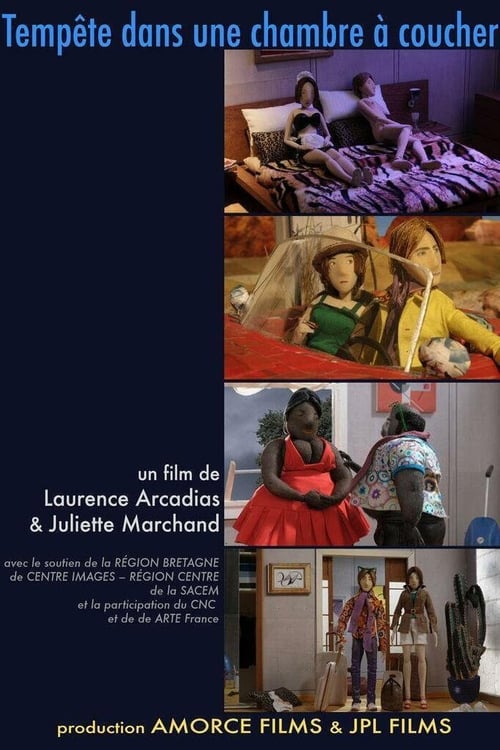 Tempête dans une chambre à coucher
un film de
Laurence Arcadias
& Juliette Marchand
avec le soutien de la RÉGION BRETAGNE
de CENTRE IMAGES – RÉGION CENTRE
de la SACEM
et la participation du CNC
et de de ARTE France
production AMORCE FILMS & JPL FILMS